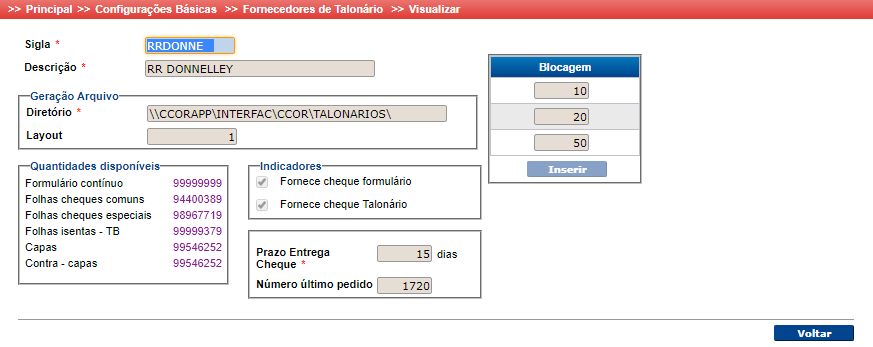 >> Principal >> Configurações Básicas >> Fornecedores de Talonário >> Visualizar
Sigla * RRDONNE
Descrição * RR DONNELLEY
Geração Arquivo
Diretório * \\CCORAPP\INTERFAC\CCOR\TALONARIOS\
Layout 1
Blocagem
10
20
50
Inserir
Quantidades disponíveis
Formulário contínuo 99999999
Folhas cheques comuns 94400389
Folhas cheques especiais 98967719
Folhas isentas - TB 99999379
Capas 99546252
Contra - capas 99546252
Indicadores
Fornece cheque formulário
Fornece cheque Talonário
Prazo Entrega
Cheque * 15 dias
Número último pedido 1720
Voltar